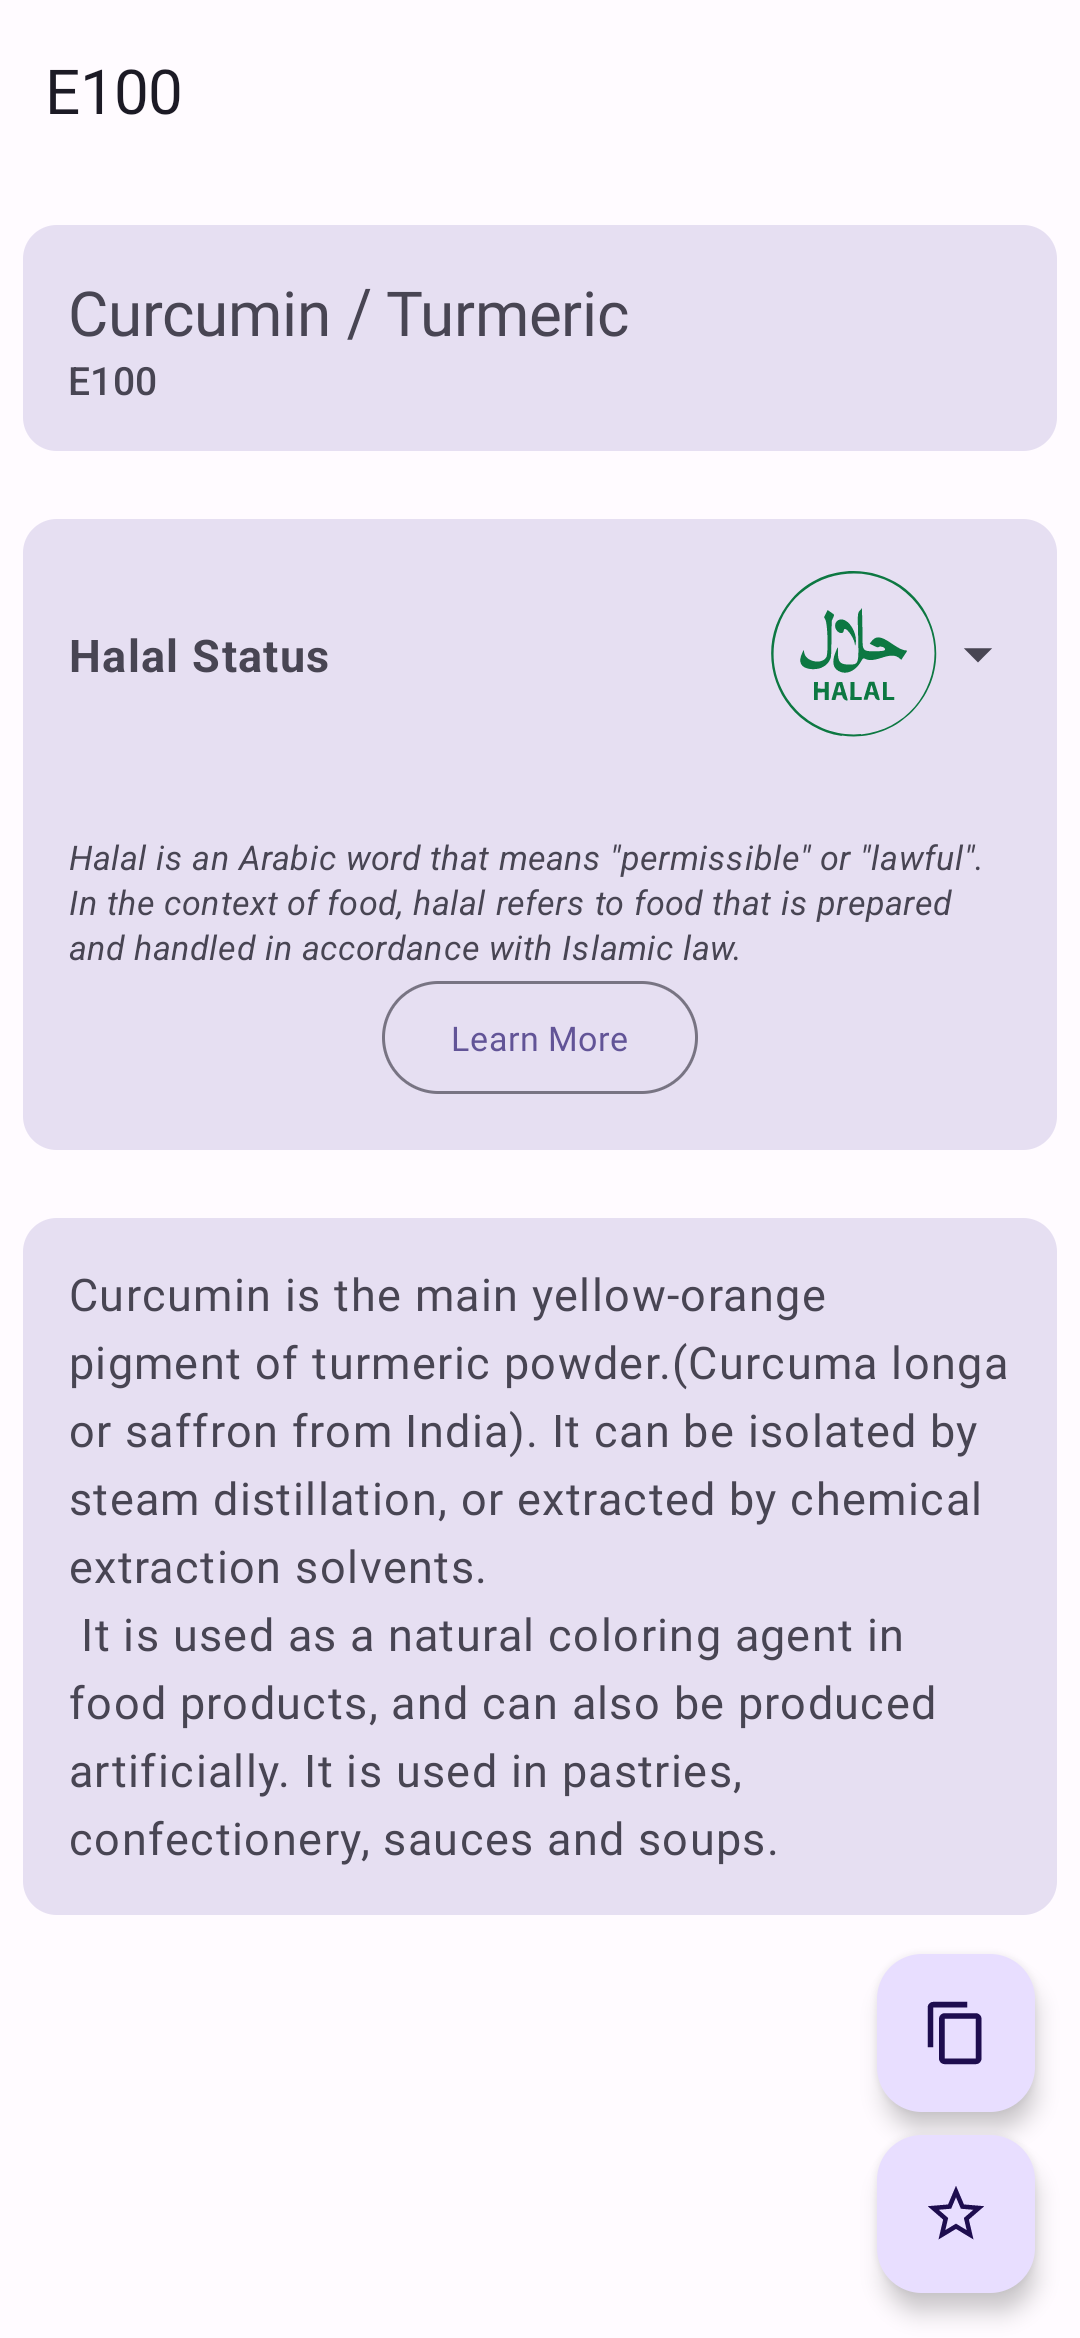 E100
Curcumin / Turmeric
E100
Halal Status
حلال
HALAL
Halal is an Arabic word that means "permissible" or "lawful".
In the context of food, halal refers to food that is prepared
and handled in accordance with Islamic law.
Learn More
Curcumin is the main yellow-orange
pigment of turmeric powder.(Curcuma longa
or saffron from India). It can be isolated by
steam distillation, or extracted by chemical
extraction solvents.
It is used as a natural coloring agent in
food products, and can also be produced
artificially. It is used in pastries,
confectionery, sauces and soups.